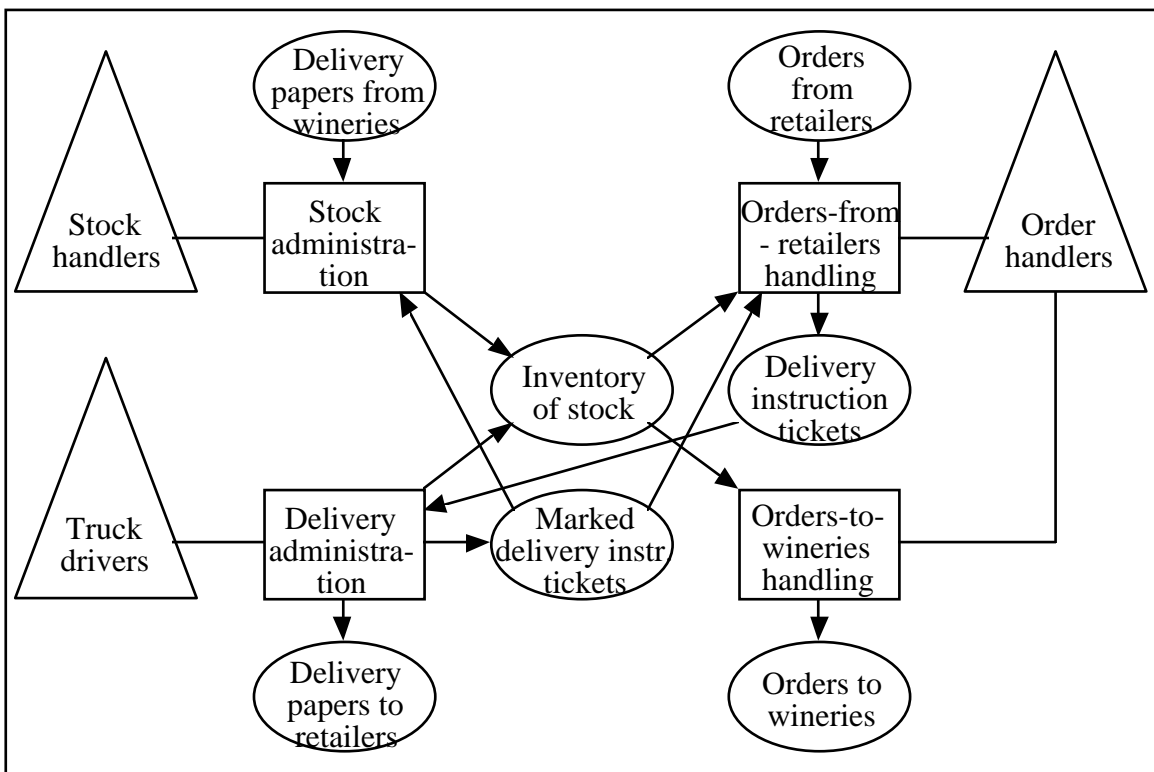 Delivery
papers from
wineries
Orders
from
retailers
Stock
handlers
Stock
administra-
tion
Orders-from
- retailers
handling
Order
handlers
Inventory
of stock
Delivery
instruction
tickets
Truck
drivers
Delivery
administra-
tion
Marked
delivery instr
tickets
Orders-to-
wineries
handling
Delivery
papers to
retailers
Orders to
wineries